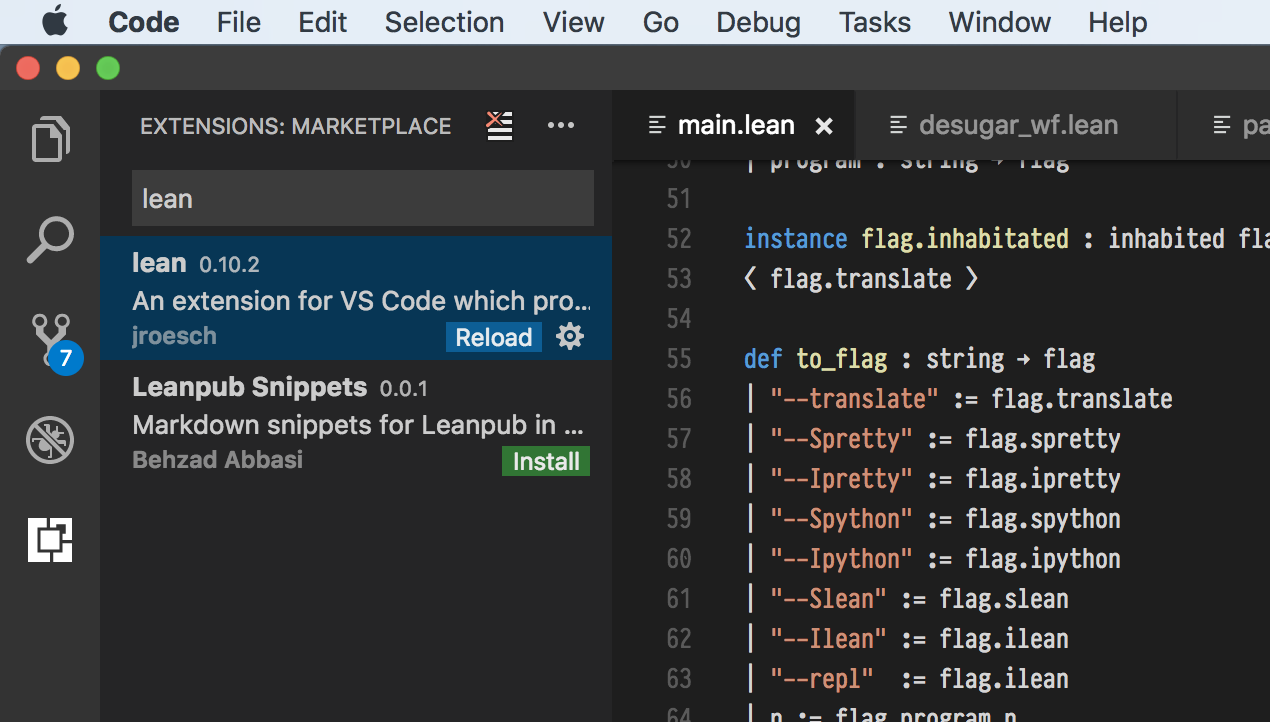 Code File Edit Selection View Go Debug Tasks Window Help
EXTENSIONS: MARKETPLACE
lean
lean 0.10.2
An extension for VS Code which pro...
jroesch Reload
7
Leanpub Snippets 0.0.1
Markdown snippets for Leanpub in ...
Behzad Abbasi Install
main.lean × desugar_wf.lean pa
50 | program : string → flag
51
52 instance flag.inhabitated : inhabited fla
53 ⟨ flag.translate ⟩
54
55 def to_flag : string → flag
56 | "--translate" := flag.translate
57 | "--Spretty" := flag.spretty
58 | "--Ipretty" := flag.ipretty
59 | "--Spython" := flag.spython
60 | "--Ipython" := flag.ipython
61 | "--Slean" := flag.slean
62 | "--Ilean" := flag.ilean
63 | "--repl"  := flag.ilean
64 | n := flag.program n